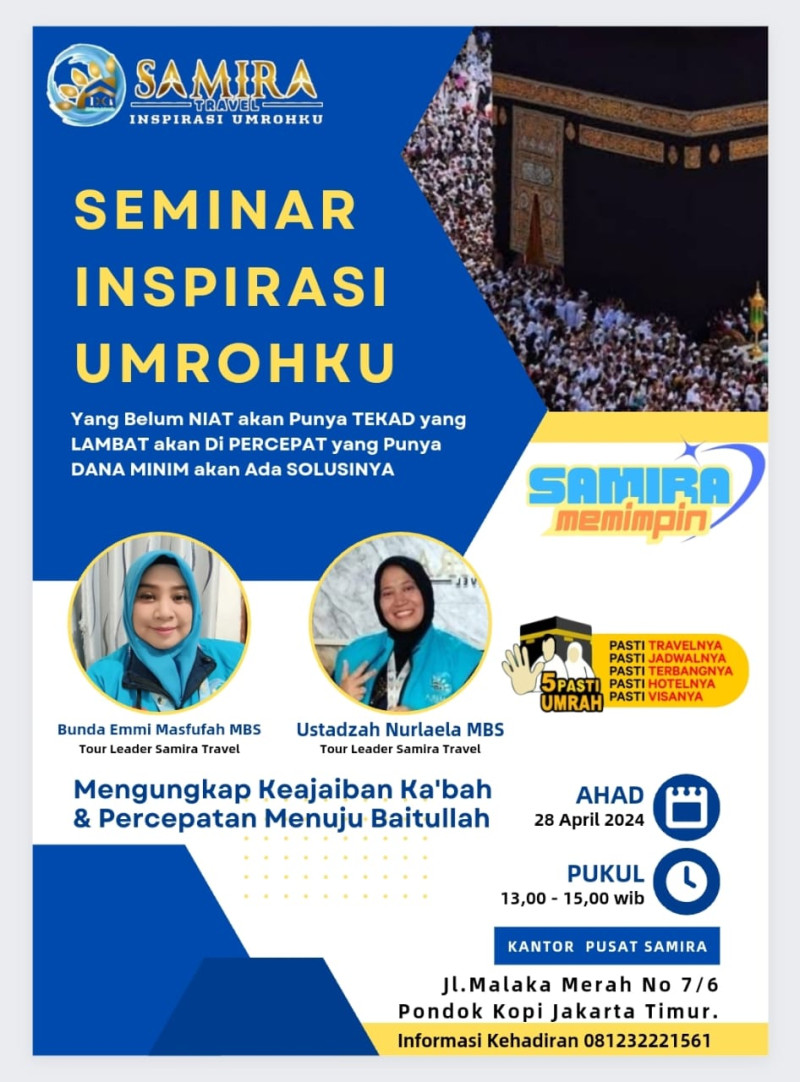 SAMIRA
TRAVEL
INSPIRASI UMROHKU
SEMINAR
INSPIRASI
UMROHKU
Yang Belum NIAT akan Punya TEKAD yang
LAMBAT akan Di PERCEPAT yang Punya
DANA MINIM akan Ada SOLUSINYA
SAMIRA
memimpin
5 PASTI
UMRAH
PASTI TRAVELNYA
PASTI JADWALNYA
PASTI TERBANGNYA
PASTI HOTELNYA
PASTI VISANYA
Bunda Emmi Masfufah MBS
Tour Leader Samira Travel
Ustadzah Nurlaela MBS
Tour Leader Samira Travel
Mengungkap Keajaiban Ka'bah
& Percepatan Menuju Baitullah
AHAD
28 April 2024
PUKUL
13,00 - 15,00 wib
KANTOR PUSAT SAMIRA
Jl.Malaka Merah No 7/6
Pondok Kopi Jakarta Timur.
Informasi Kehadiran 081232221561